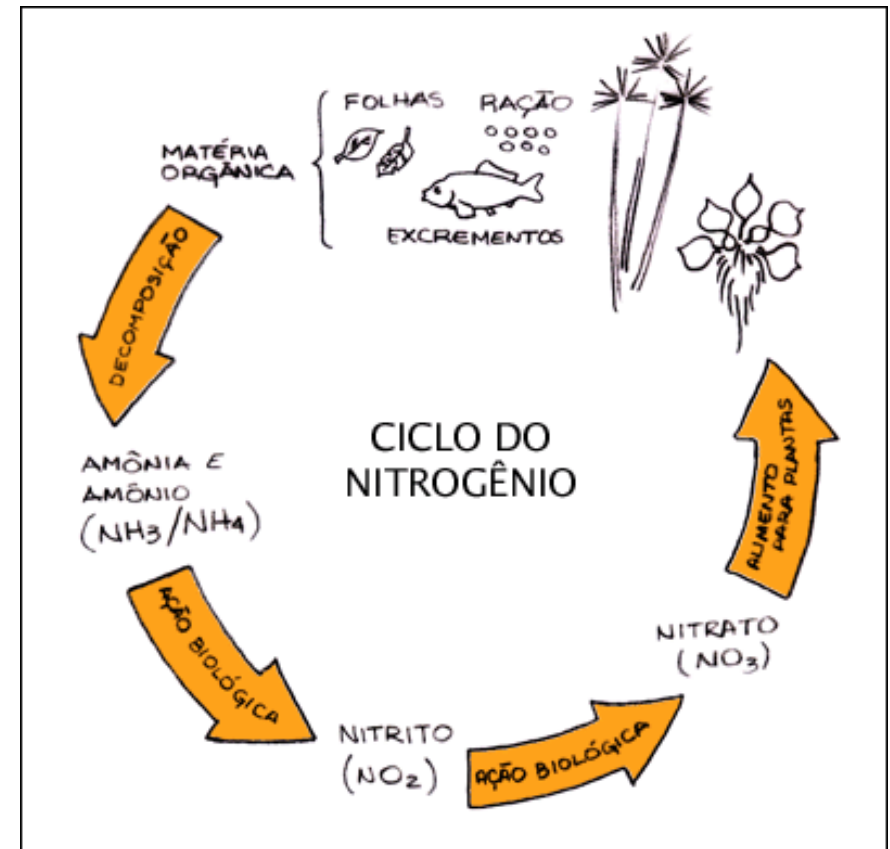 FOLHAS
RAÇÃO
MATÉRIA
ORGÂNICA
EXCREMENTOS
DECOMPOSIÇÃO
CICLO DO
NITROGÊNIO
AMÔNIA E
AMÔNIO
(NH3/NH4)
AÇÃO BIOLÓGICA
NITRITO
(NO2)
AÇÃO BIOLÓGICA
NITRATO
(NO3)
ALIMENTO
PARA PLANTAS